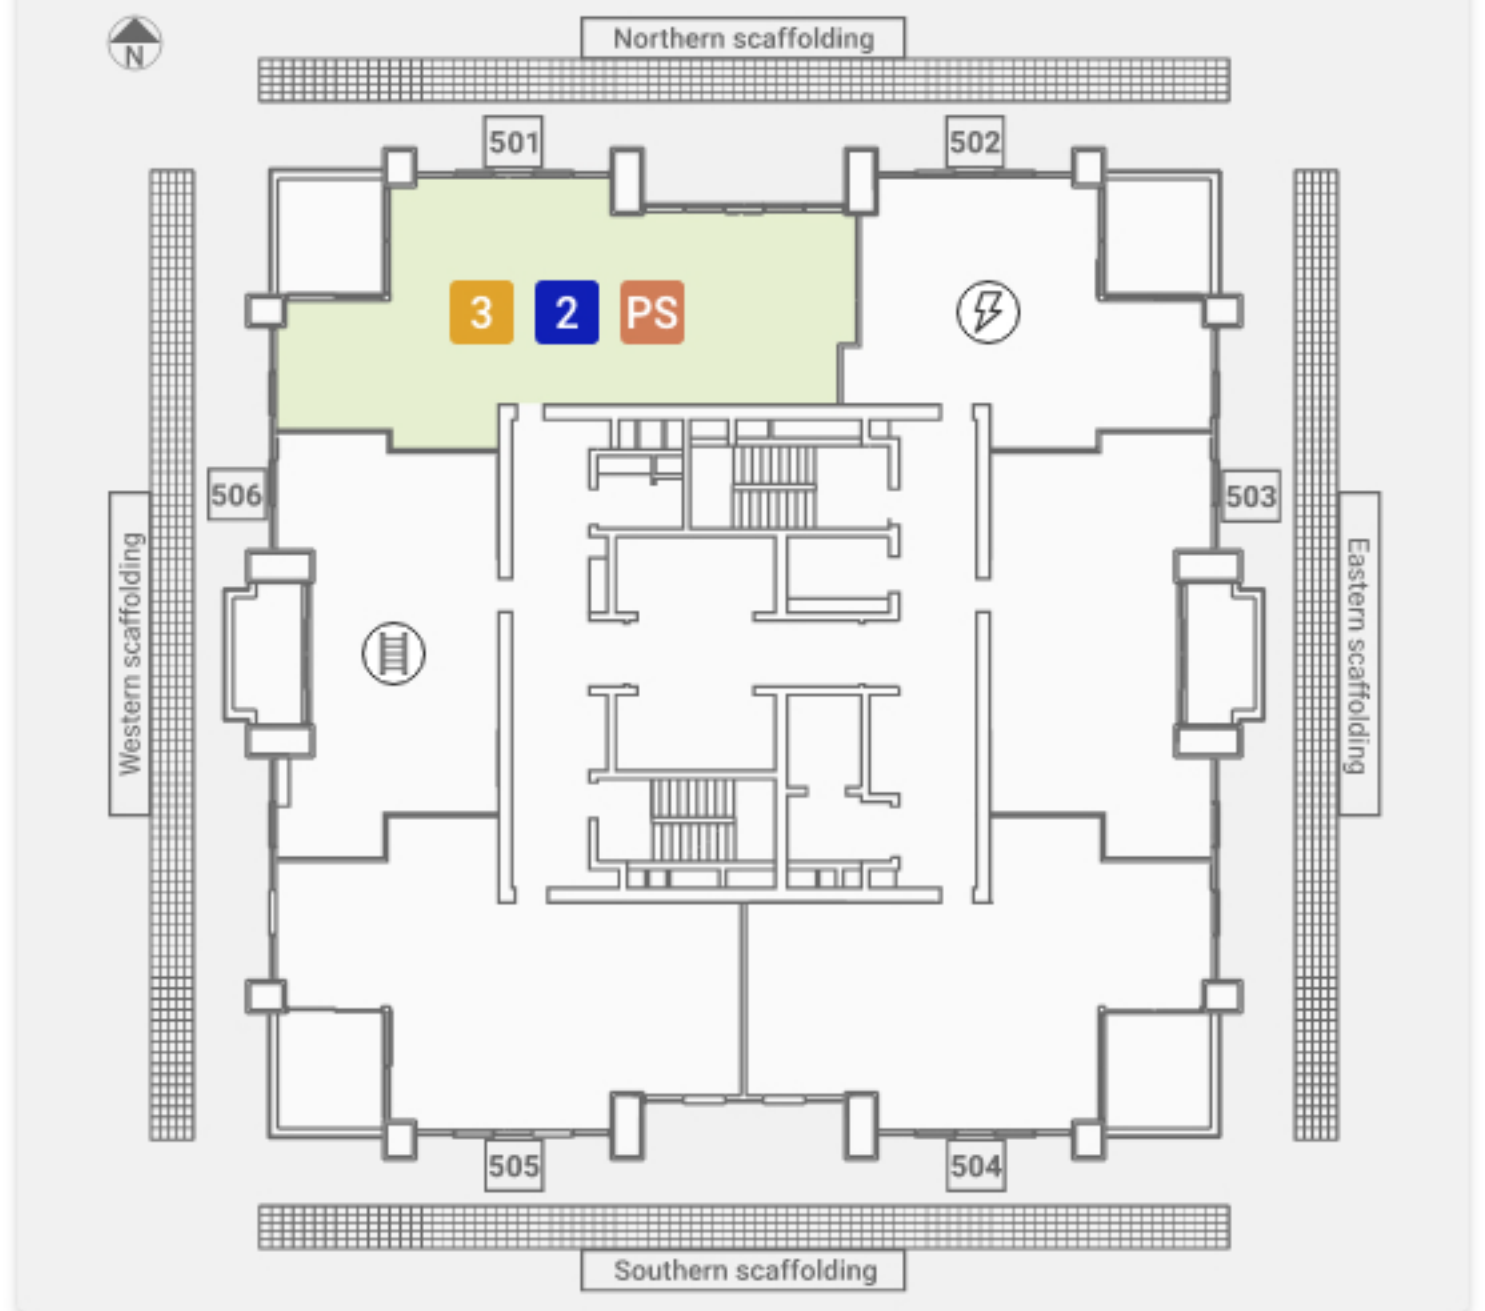 N
Northern scaffolding
501
502
3 2 PS
506
503
Western scaffolding
Eastern scaffolding
505
504
Southern scaffolding